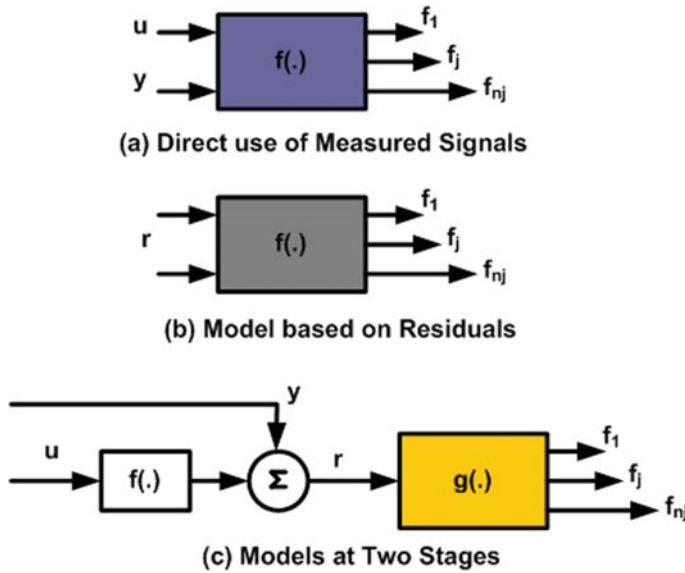 u
f(.)
f1
fj
y
fnj
(a) Direct use of Measured Signals
r
f(.)
f1
fj
fnj
(b) Model based on Residuals
y
u
f(.)
Σ
r
g(.)
f1
fj
fnj
(c) Models at Two Stages